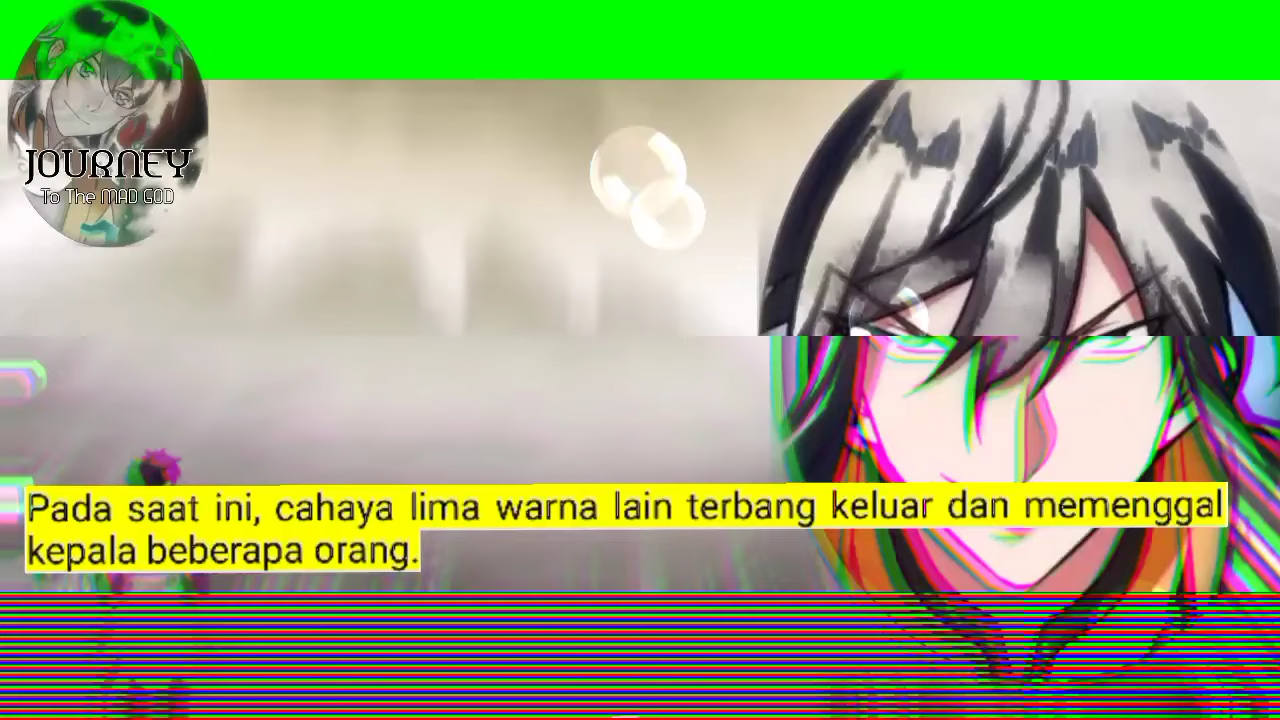 JOURNEY
To The MAD GOD
Pada saat ini, cahaya lima warna lain terbang keluar dan memenggal
kepala beberapa orang.